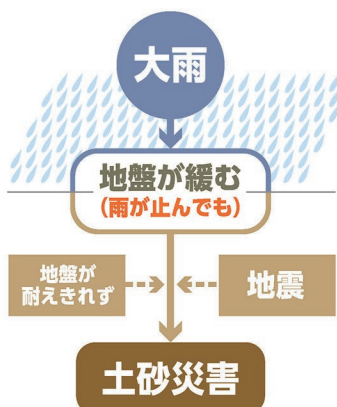 大雨
地盤が緩む
(雨が止んでも)
地盤が
耐えきれず
地震
土砂災害